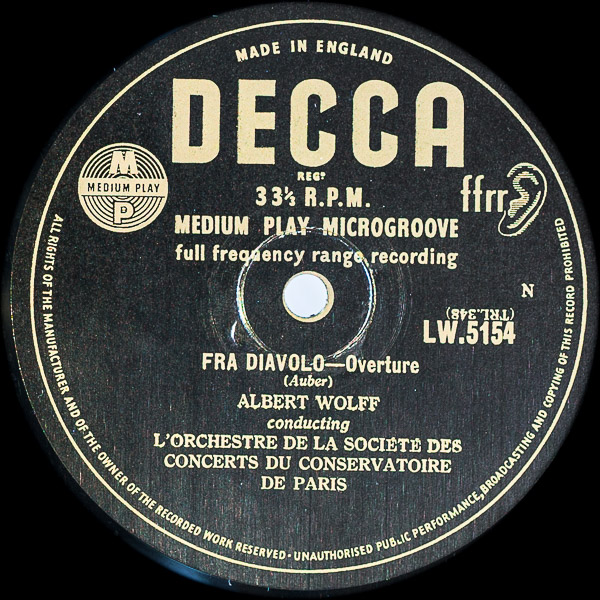 MADE IN ENGLAND
DECCA
REGD
33⅓ R.P.M.
M
MEDIUM PLAY
P
ffrr
MEDIUM PLAY MICROGROOVE
full frequency range recording
N
(TRL.348)
LW.5154
FRA DIAVOLO—Overture
(Auber)
ALBERT WOLFF
conducting
L'ORCHESTRE DE LA SOCIÉTÉ DES
CONCERTS DU CONSERVATOIRE
DE PARIS
ALL RIGHTS OF THE MANUFACTURER AND OF THE OWNER OF THE RECORDED WORK RESERVED - UNAUTHORISED PUBLIC PERFORMANCE, BROADCASTING AND COPYING OF THIS RECORD PROHIBITED